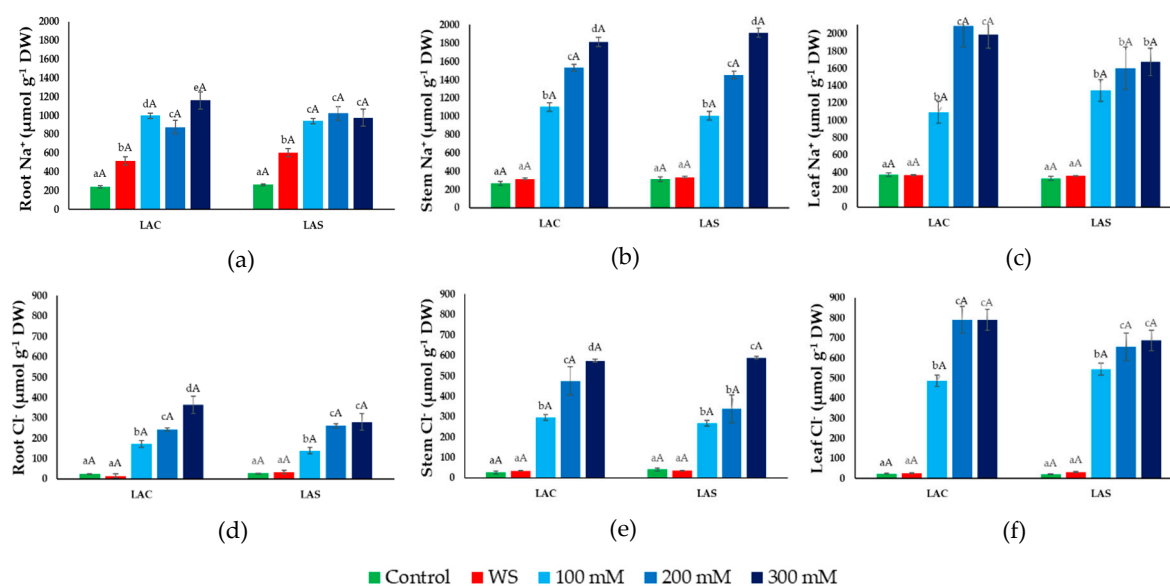 Root Na⁺ (µmol g⁻¹ DW)
2000
1800
1600
1400
1200
1000
800
600
400
200
0
aA bA dA cA eA aA bA cA cA cA
LAC LAS
(a)
Stem Na⁺ (µmol g⁻¹ DW)
2000
1800
1600
1400
1200
1000
800
600
400
200
0
aA aA bA cA dA aA aA bA cA dA
LAC LAS
(b)
Leaf Na⁺ (µmol g⁻¹ DW)
2000
1800
1600
1400
1200
1000
800
600
400
200
0
aA aA bA cA cA aA aA bA bA bA
LAC LAS
(c)
Root Cl⁻ (µmol g⁻¹ DW)
900
800
700
600
500
400
300
200
100
0
aA aA bA cA dA aA aA bA cA cA
LAC LAS
(d)
Stem Cl⁻ (µmol g⁻¹ DW)
900
800
700
600
500
400
300
200
100
0
aA aA bA cA dA aA aA bA bA cA
LAC LAS
(e)
Leaf Cl⁻ (µmol g⁻¹ DW)
900
800
700
600
500
400
300
200
100
0
aA aA bA cA cA aA aA bA cA cA
LAC LAS
(f)
Control WS 100 mM 200 mM 300 mM